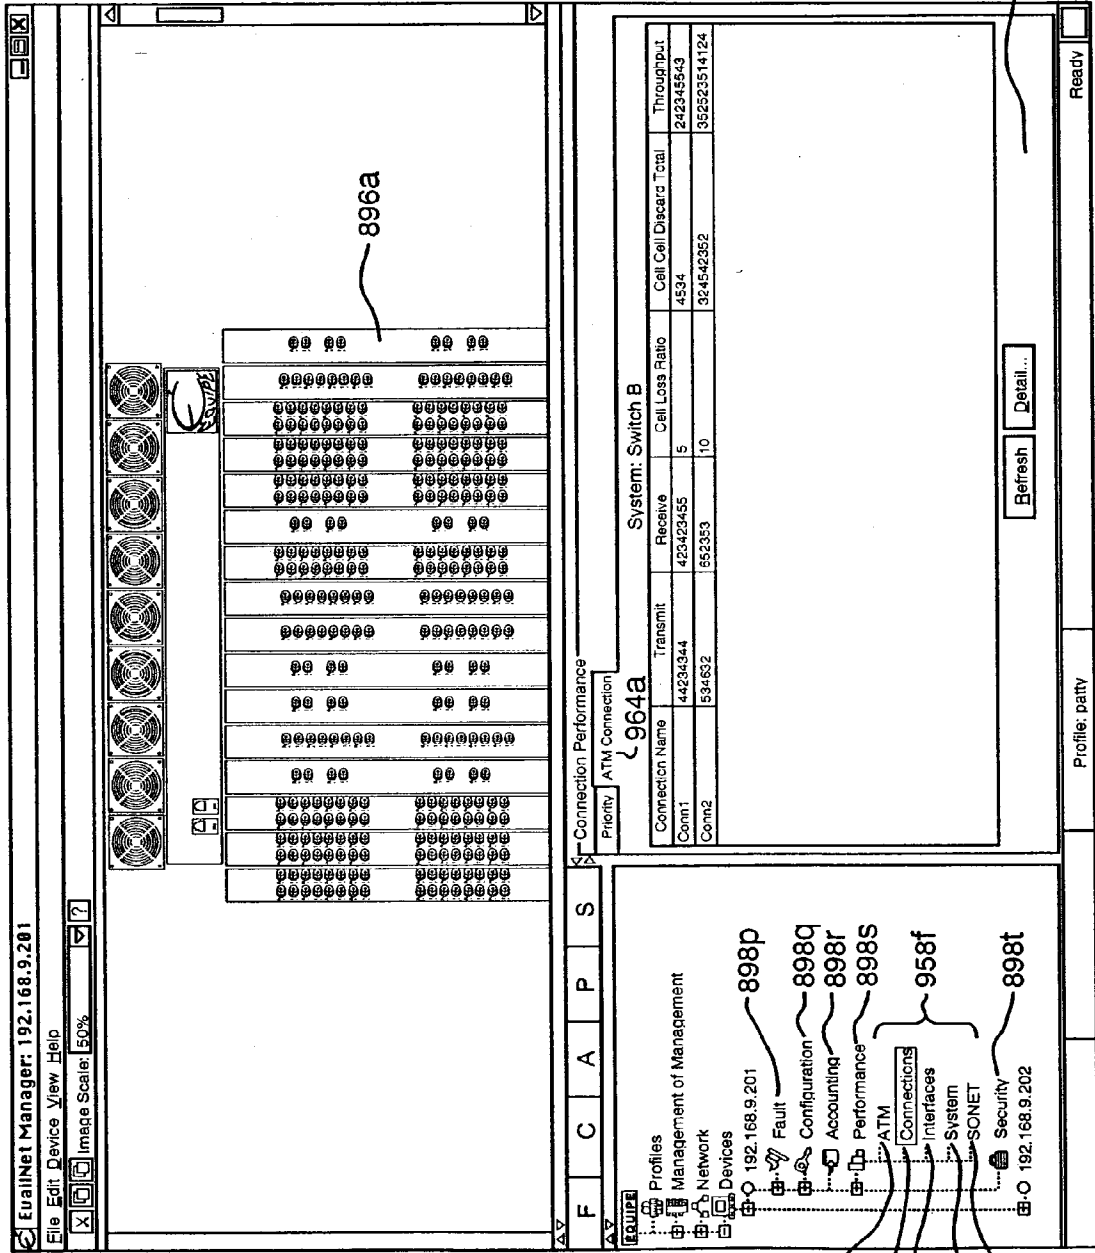 EuallNet Manager: 192.168.9.201
File Edit Device View Help
X Image Scale: 50% ?
896a
F C A P S
EQUIPE
Profiles
Management of Management
Network
Devices
192.168.9.201
Fault
Configuration
Accounting
Performance
ATM
Connections
Interfaces
System
SONET
Security
192.168.9.202
898p
898q
898r
898s
958f
898t
Connection Performance
Priority ATM Connection
964a
System: Switch B
Connection Name Transmit Receive Cell Loss Ratio Cell Cell Discard Total Throughput
Conn1 44234344 423423455 5 4534 242345543
Conn2 534632 652353 10 324542352 352523514124
Refresh Detail...
Profile: patty
Ready